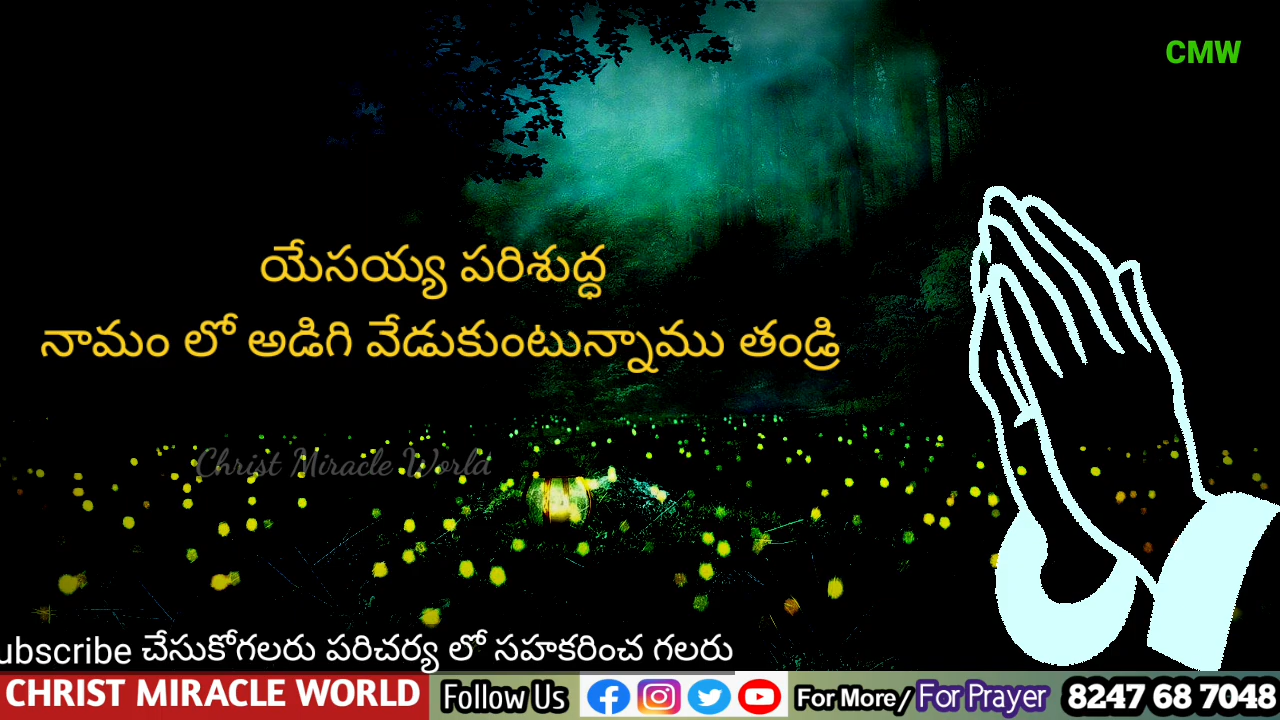 CMW
యేసయ్య పరిశుద్ధ
నామం లో అడిగి వేడుకుంటున్నాము తండ్రి
Christ Miracle World
ubscribe చేసుకోగలరు పరిచర్య లో సహకరించ గలరు
CHRIST MIRACLE WORLD Follow Us For More / For Prayer 8247 68 7048